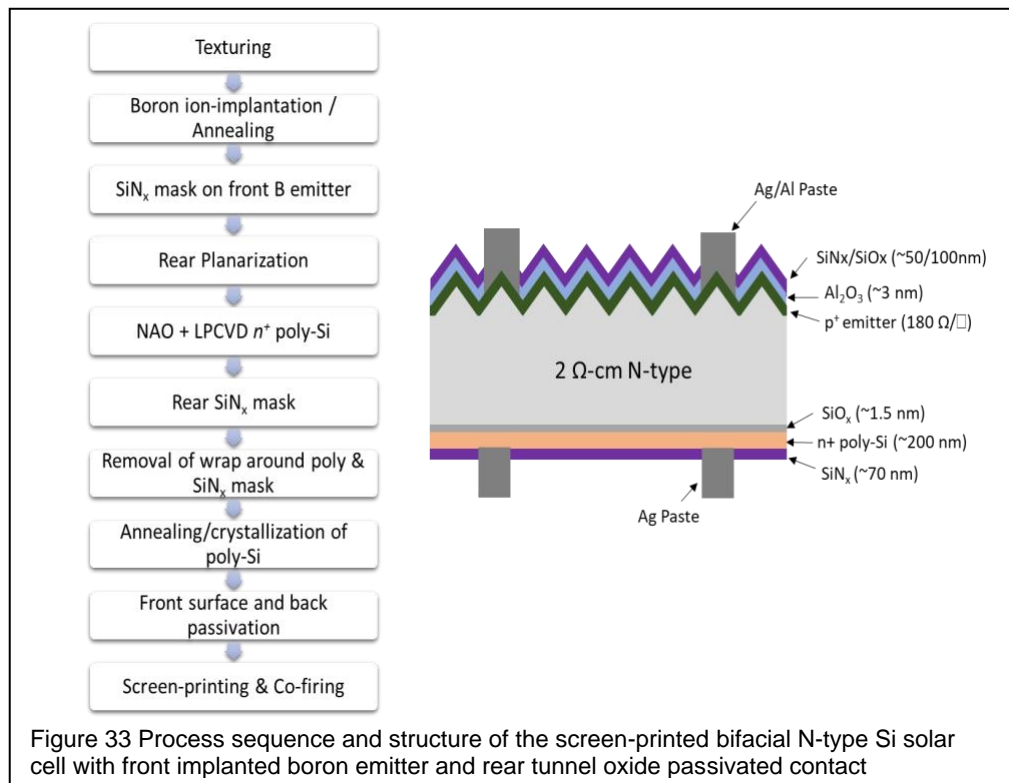 Texturing
Boron ion-implantation /
Annealing
SiNx mask on front B emitter
Rear Planarization
NAO + LPCVD n+ poly-Si
Rear SiNx mask
Removal of wrap around poly &
SiNx mask
Annealing/crystallization of
poly-Si
Front surface and back
passivation
Screen-printing & Co-firing
Ag/Al Paste
SiNx/SiOx (~50/100nm)
Al2O3 (~3 nm)
p+ emitter (180 Ω/□)
2 Ω-cm N-type
SiOx (~1.5 nm)
n+ poly-Si (~200 nm)
SiNx (~70 nm)
Ag Paste
Figure 33 Process sequence and structure of the screen-printed bifacial N-type Si solar
cell with front implanted boron emitter and rear tunnel oxide passivated contact